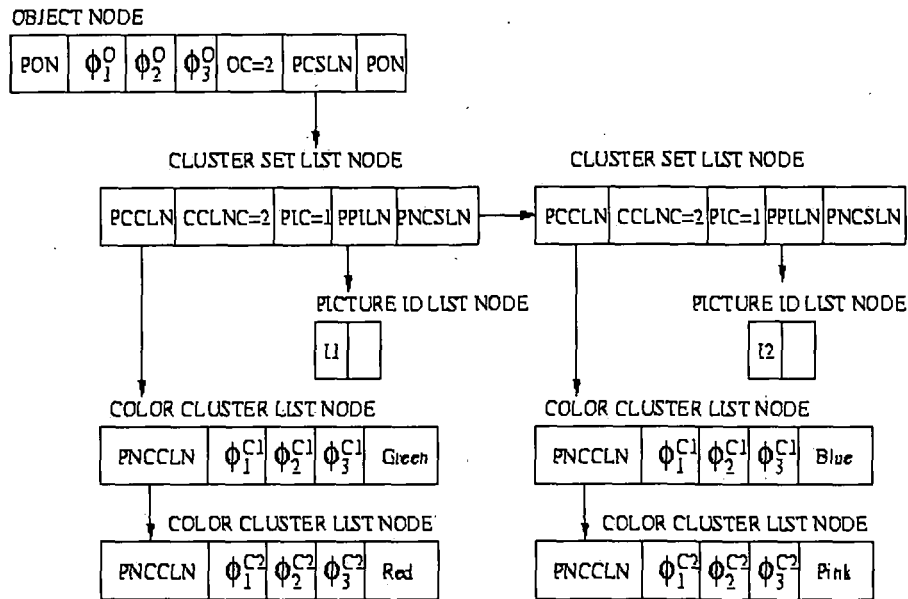 OBJECT NODE
PON ϕ₁ᴼ ϕ₂ᴼ ϕ₃ᴼ OC=2 PCSLN PON
CLUSTER SET LIST NODE CLUSTER SET LIST NODE
PCCLN CCLNC=2 PIC=1 PPILN PNCSLN PCCLN CCLNC=2 PIC=1 PPILN PNCSLN
PICTURE ID LIST NODE PICTURE ID LIST NODE
I1 I2
COLOR CLUSTER LIST NODE COLOR CLUSTER LIST NODE
PNCCLN ϕ₁ᶜ¹ ϕ₂ᶜ¹ ϕ₃ᶜ¹ Green PNCCLN ϕ₁ᶜ¹ ϕ₂ᶜ¹ ϕ₃ᶜ¹ Blue
COLOR CLUSTER LIST NODE COLOR CLUSTER LIST NODE
PNCCLN ϕ₁ᶜ² ϕ₂ᶜ² ϕ₃ᶜ² Red PNCCLN ϕ₁ᶜ² ϕ₂ᶜ² ϕ₃ᶜ² Pink